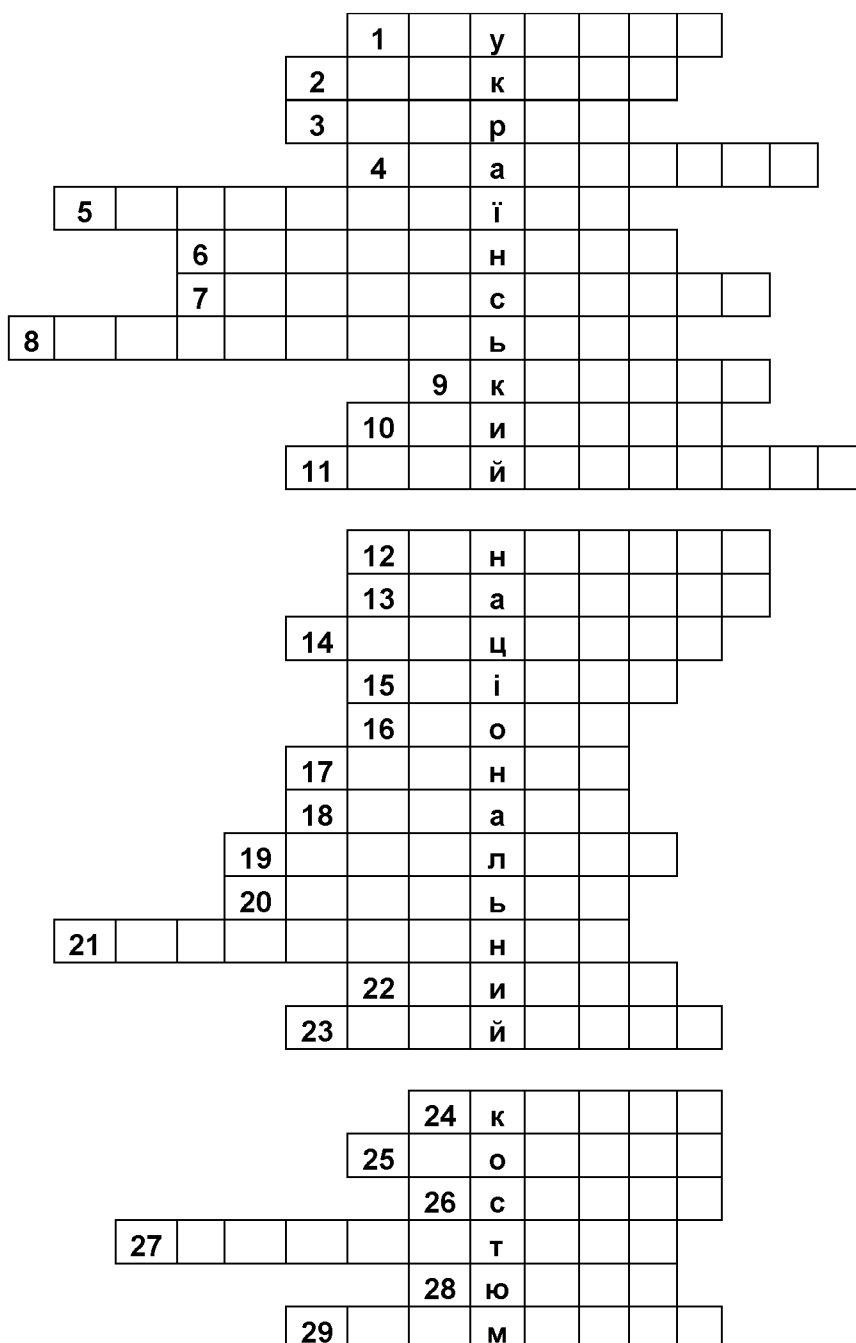 1 у
2 к
3 р
4 а
5 ї
6 н
7 с
8 ь
9 к
10 и
11 й
12 н
13 а
14 ц
15 і
16 о
17 н
18 а
19 л
20 ь
21 н
22 и
23 й
24 к
25 о
26 с
27 т
28 ю
29 м